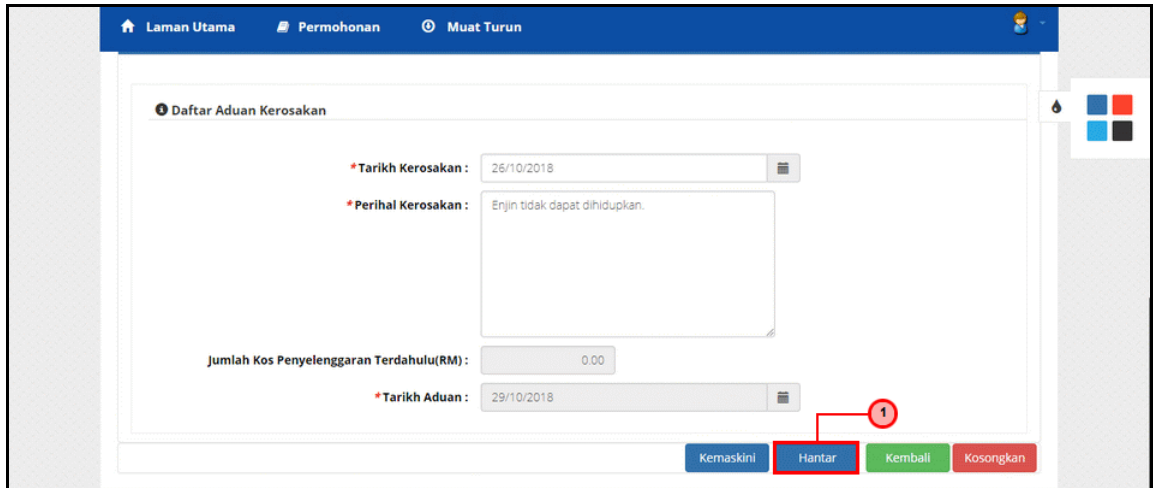 Laman Utama Permohonan Muat Turun
Daftar Aduan Kerosakan
*Tarikh Kerosakan : 26/10/2018
*Perihal Kerosakan : Enjin tidak dapat dihidupkan.
Jumlah Kos Penyelenggaran Terdahulu(RM) : 0.00
*Tarikh Aduan : 29/10/2018
1
Kemaskini Hantar Kembali Kosongkan